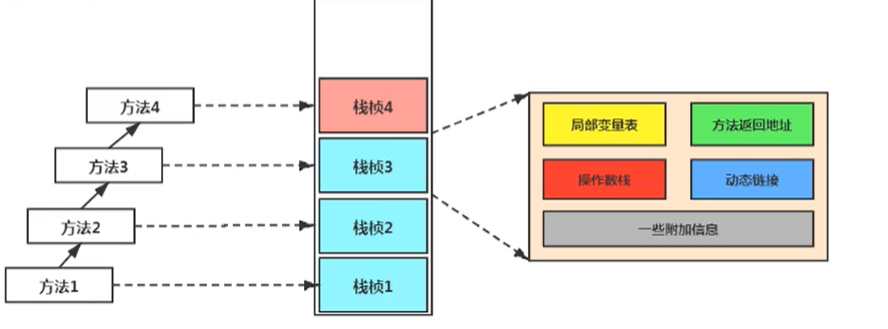 方法4
栈桢4
局部变量表
方法返回地址
方法3
栈桢3
操作数栈
动态链接
方法2
栈桢2
一些附加信息
方法1
栈桢1